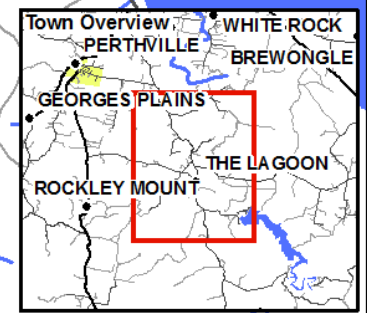 Town Overview
WHITE ROCK
PERTHVILLE
BREWONGLE
GEORGES PLAINS
THE LAGOON
ROCKLEY MOUNT